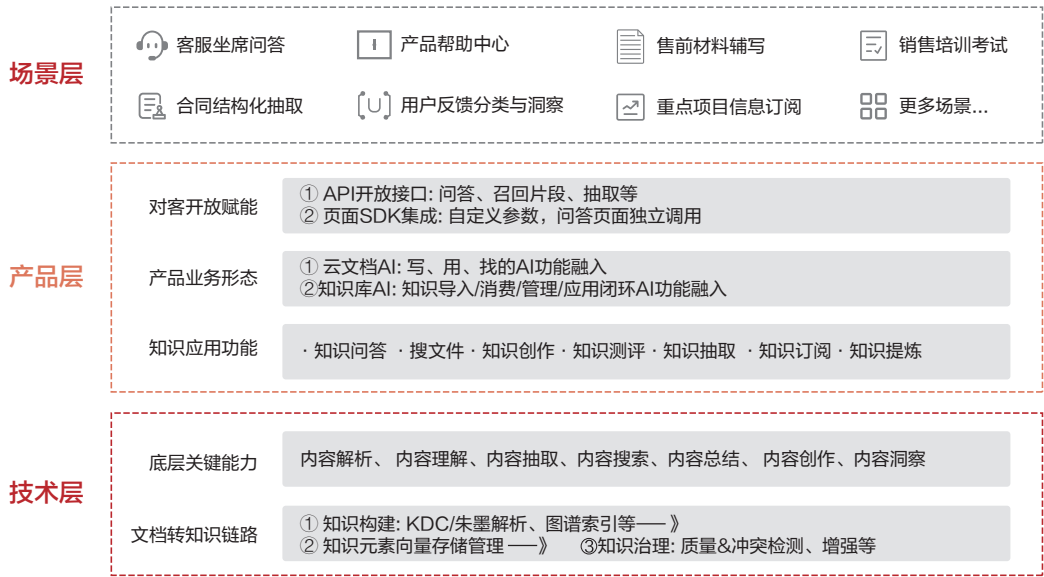 场景层
客服坐席问答
产品帮助中心
售前材料辅写
销售培训考试
合同结构化抽取
用户反馈分类与洞察
重点项目信息订阅
更多场景...
产品层
对客开放赋能
① API开放接口: 问答、召回片段、抽取等
② 页面SDK集成: 自定义参数，问答页面独立调用
产品业务形态
① 云文档AI: 写、用、找的AI功能融入
②知识库AI: 知识导入/消费/管理/应用闭环AI功能融入
知识应用功能
· 知识问答 · 搜文件 · 知识创作 · 知识测评 · 知识抽取 · 知识订阅 · 知识提炼
技术层
底层关键能力
内容解析、 内容理解、内容抽取、内容搜索、内容总结、 内容创作、内容洞察
文档转知识链路
① 知识构建: KDC/朱墨解析、图谱索引等——》
② 知识元素向量存储管理 ——》 ③知识治理: 质量&冲突检测、增强等